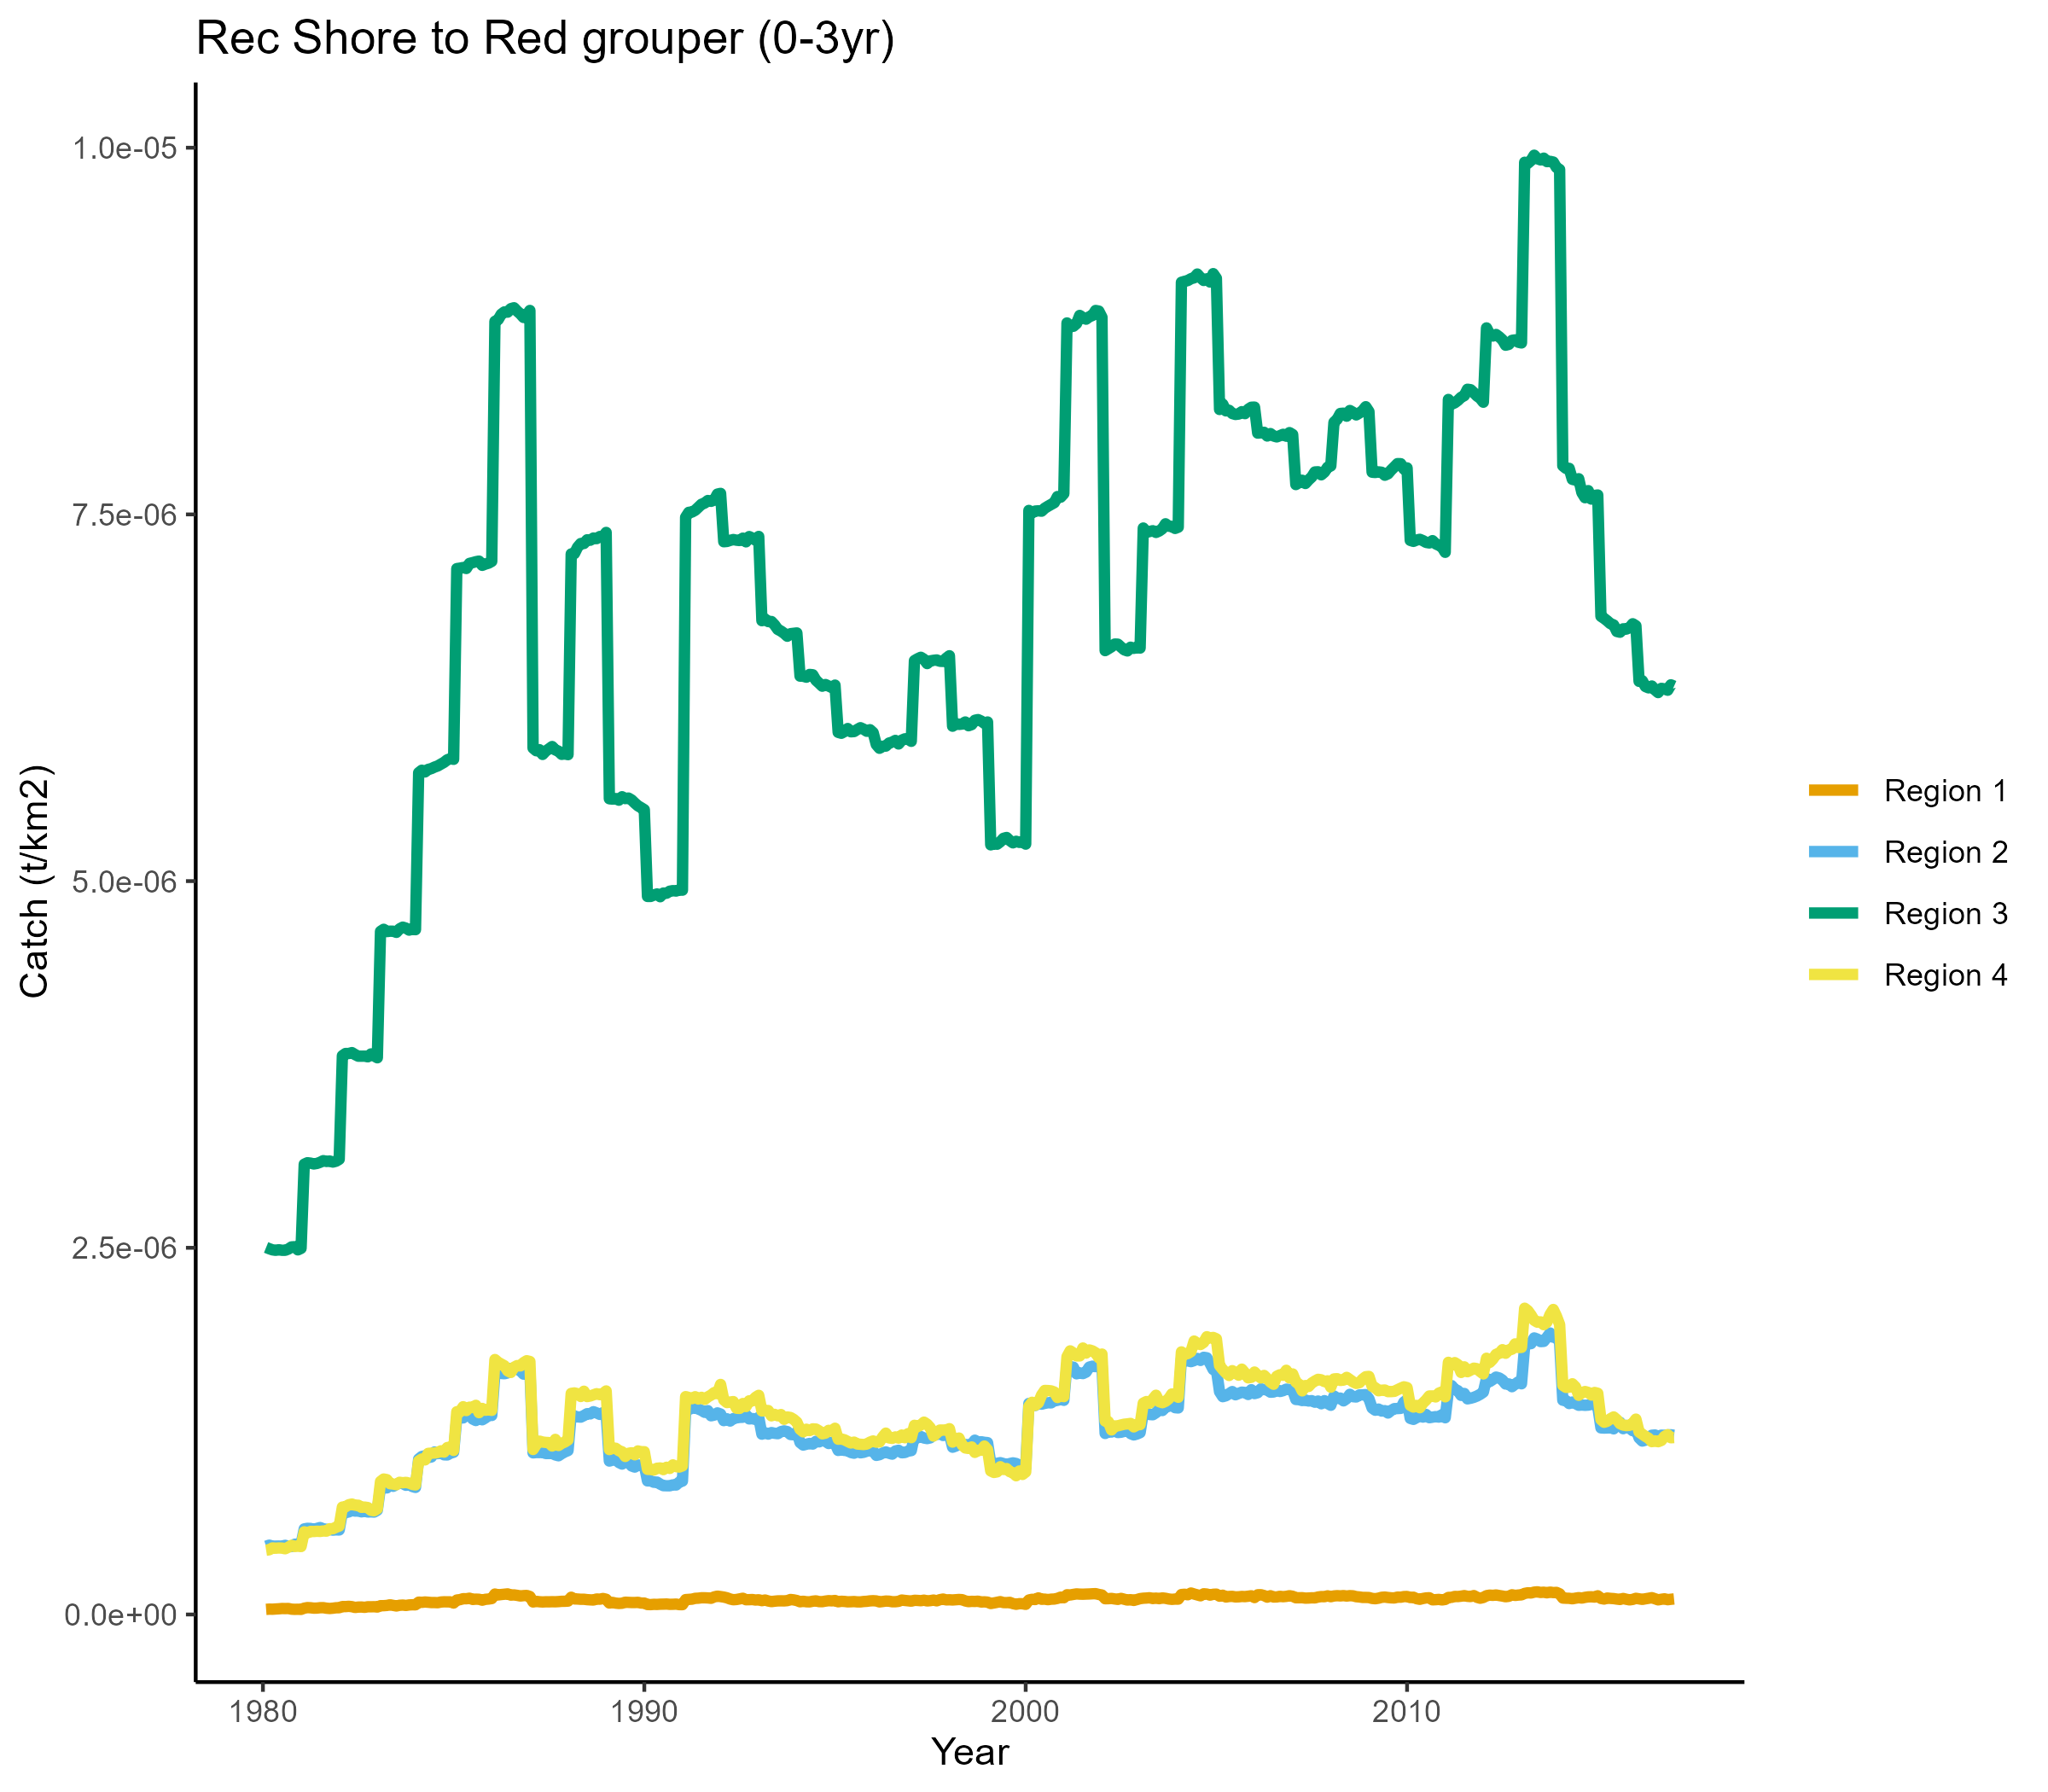 Rec Shore to Red grouper (0-3yr)
1.0e-05
7.5e-06
5.0e-06
2.5e-06
0.0e+00
Catch (t/km2)
1980
1990
2000
2010
Year
Region 1
Region 2
Region 3
Region 4